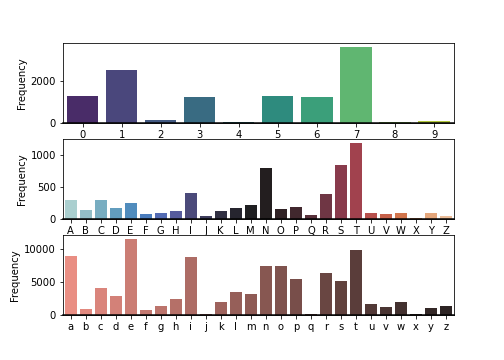 Frequency
2000
0
0 1 2 3 4 5 6 7 8 9
Frequency
1000
500
0
A B C D E F G H I J K L M N O P Q R S T U V W X Y Z
Frequency
10000
5000
0
a b c d e f g h i j k l m n o p q r s t u v w x y z